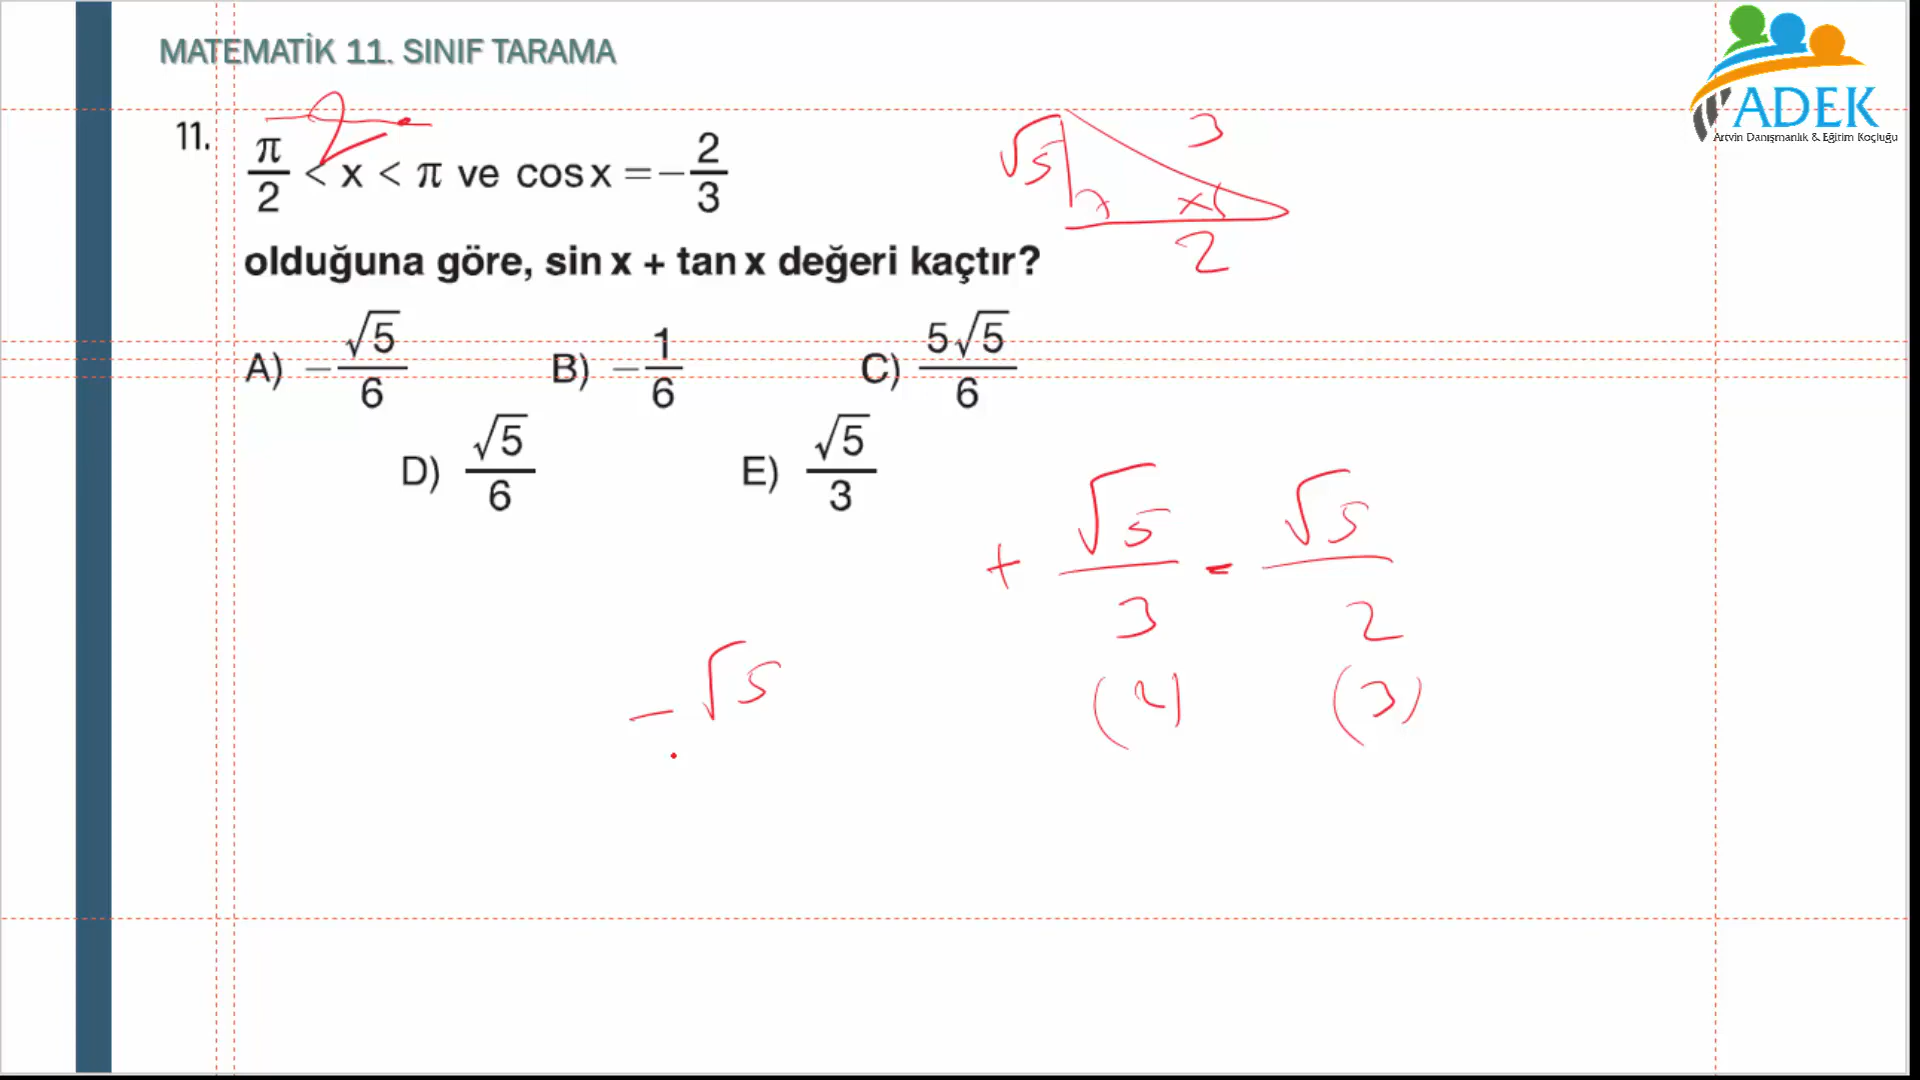 MATEMATİK 11. SINIF TARAMA
ADEK
Artvin Danışmanlık & Eğitim Koçluğu
2
11. π/2 < x < π ve cos x = -2/3
√5 3 x 2
olduğuna göre, sin x + tan x değeri kaçtır?
A) -√5/6 B) -1/6 C) 5√5/6
D) √5/6 E) √5/3
+ √5/3 - √5/2
(2) (3)
-√5